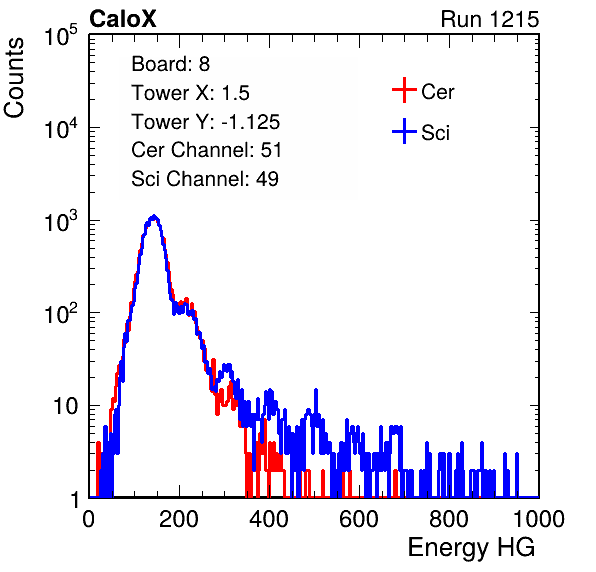 CaloX Run 1215
Counts
10^5
10^4
10^3
10^2
10
1
Board: 8
Tower X: 1.5
Tower Y: -1.125
Cer Channel: 51
Sci Channel: 49
Cer
Sci
0 200 400 600 800 1000
Energy HG